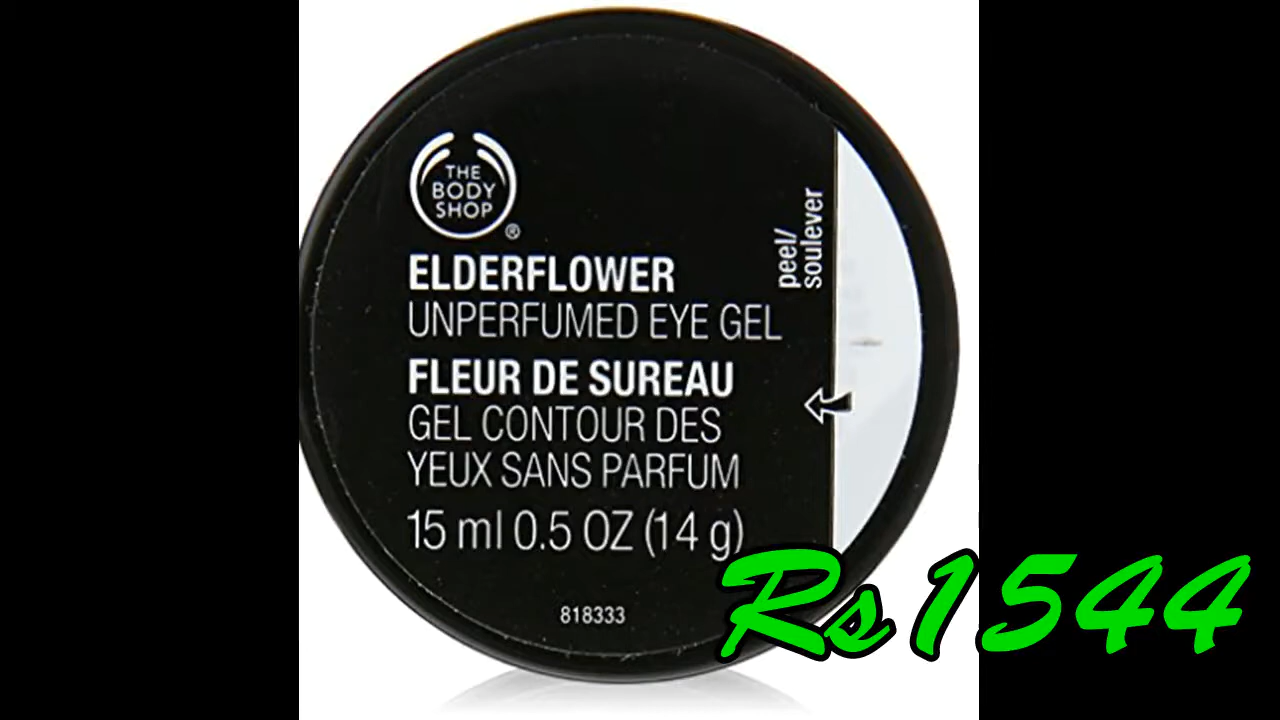 THE
BODY
SHOP
®
ELDERFLOWER
UNPERFUMED EYE GEL
peel/
soulever
FLEUR DE SUREAU
GEL CONTOUR DES
YEUX SANS PARFUM
15 ml 0.5 OZ (14 g)
818333
Rs1544